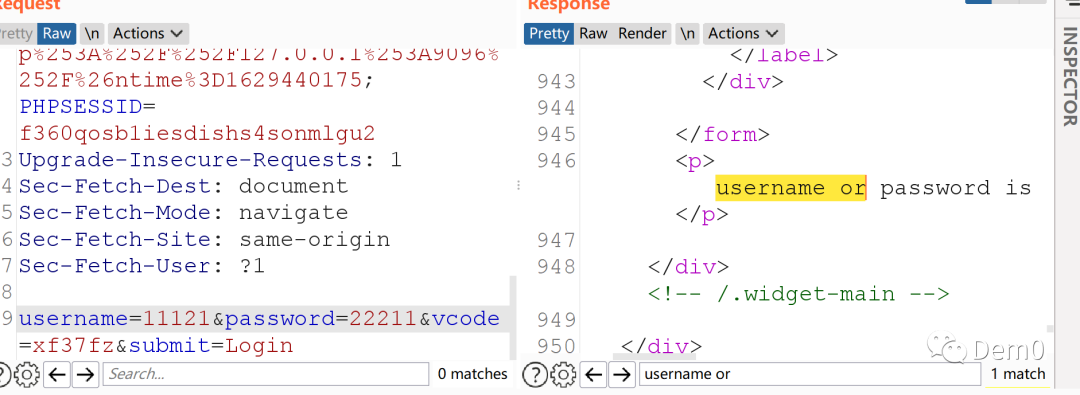 Request
Pretty Raw \n Actions
p%253A%252F%252F127.0.0.1%253A9096%
252F%26ntime%3D1629440175;
PHPSESSID=
f360qosb1iesdishs4sonmlgu2
3 Upgrade-Insecure-Requests: 1
4 Sec-Fetch-Dest: document
5 Sec-Fetch-Mode: navigate
6 Sec-Fetch-Site: same-origin
7 Sec-Fetch-User: ?1
8
9 username=11121&password=22211&vcode
=xf37fz&submit=Login
Search...
0 matches
Response
Pretty Raw Render \n Actions
</label>
943 </div>
944
945 </form>
946 <p>
username or password is
</p>
947
948 </div>
<!-- /.widget-main -->
949
950 </div>
username or
1 match
INSPECTOR
Dem0